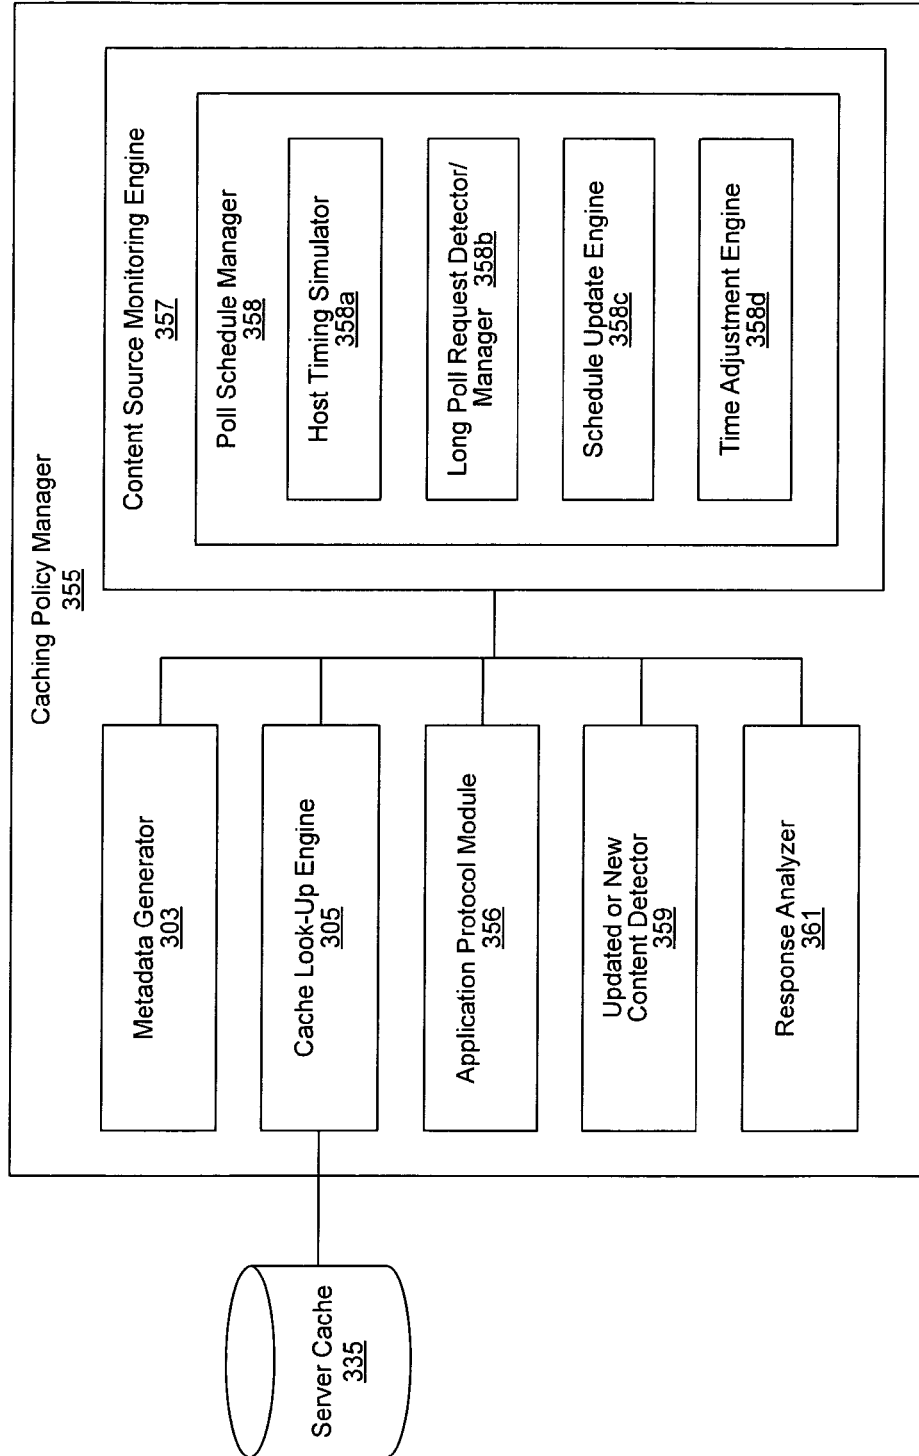 Caching Policy Manager
355
Metadata Generator
303
Cache Look-Up Engine
305
Application Protocol Module
356
Updated or New
Content Detector
359
Response Analyzer
361
Content Source Monitoring Engine
357
Poll Schedule Manager
358
Host Timing Simulator
358a
Long Poll Request Detector/
Manager 358b
Schedule Update Engine
358c
Time Adjustment Engine
358d
Server Cache
335